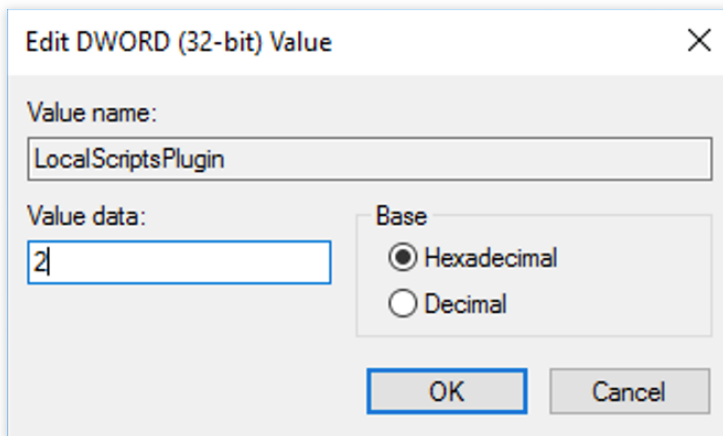 Edit DWORD (32-bit) Value
Value name:
LocalScriptsPlugin
Value data:
2
Base
Hexadecimal
Decimal
OK
Cancel